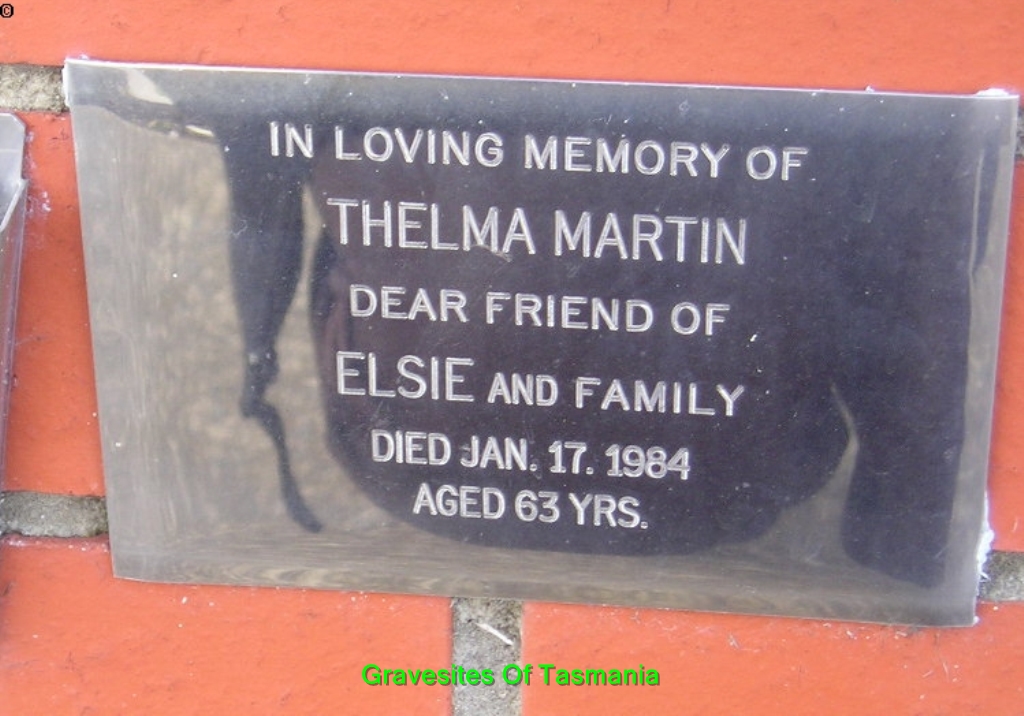 ©
IN LOVING MEMORY OF
THELMA MARTIN
DEAR FRIEND OF
ELSIE AND FAMILY
DIED JAN. 17. 1984
AGED 63 YRS.
Gravesites Of Tasmania